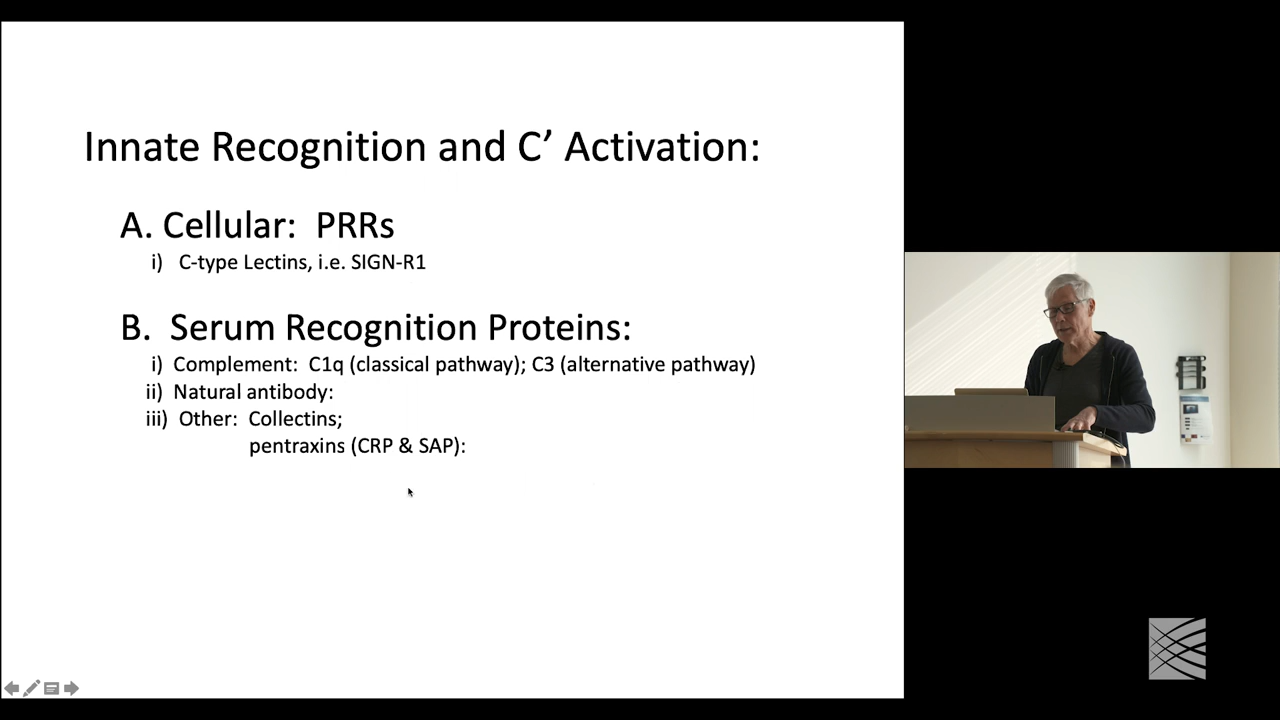 Innate Recognition and C’ Activation:
A. Cellular: PRRs
i) C-type Lectins, i.e. SIGN-R1
B. Serum Recognition Proteins:
i) Complement: C1q (classical pathway); C3 (alternative pathway)
ii) Natural antibody:
iii) Other: Collectins;
pentraxins (CRP & SAP):